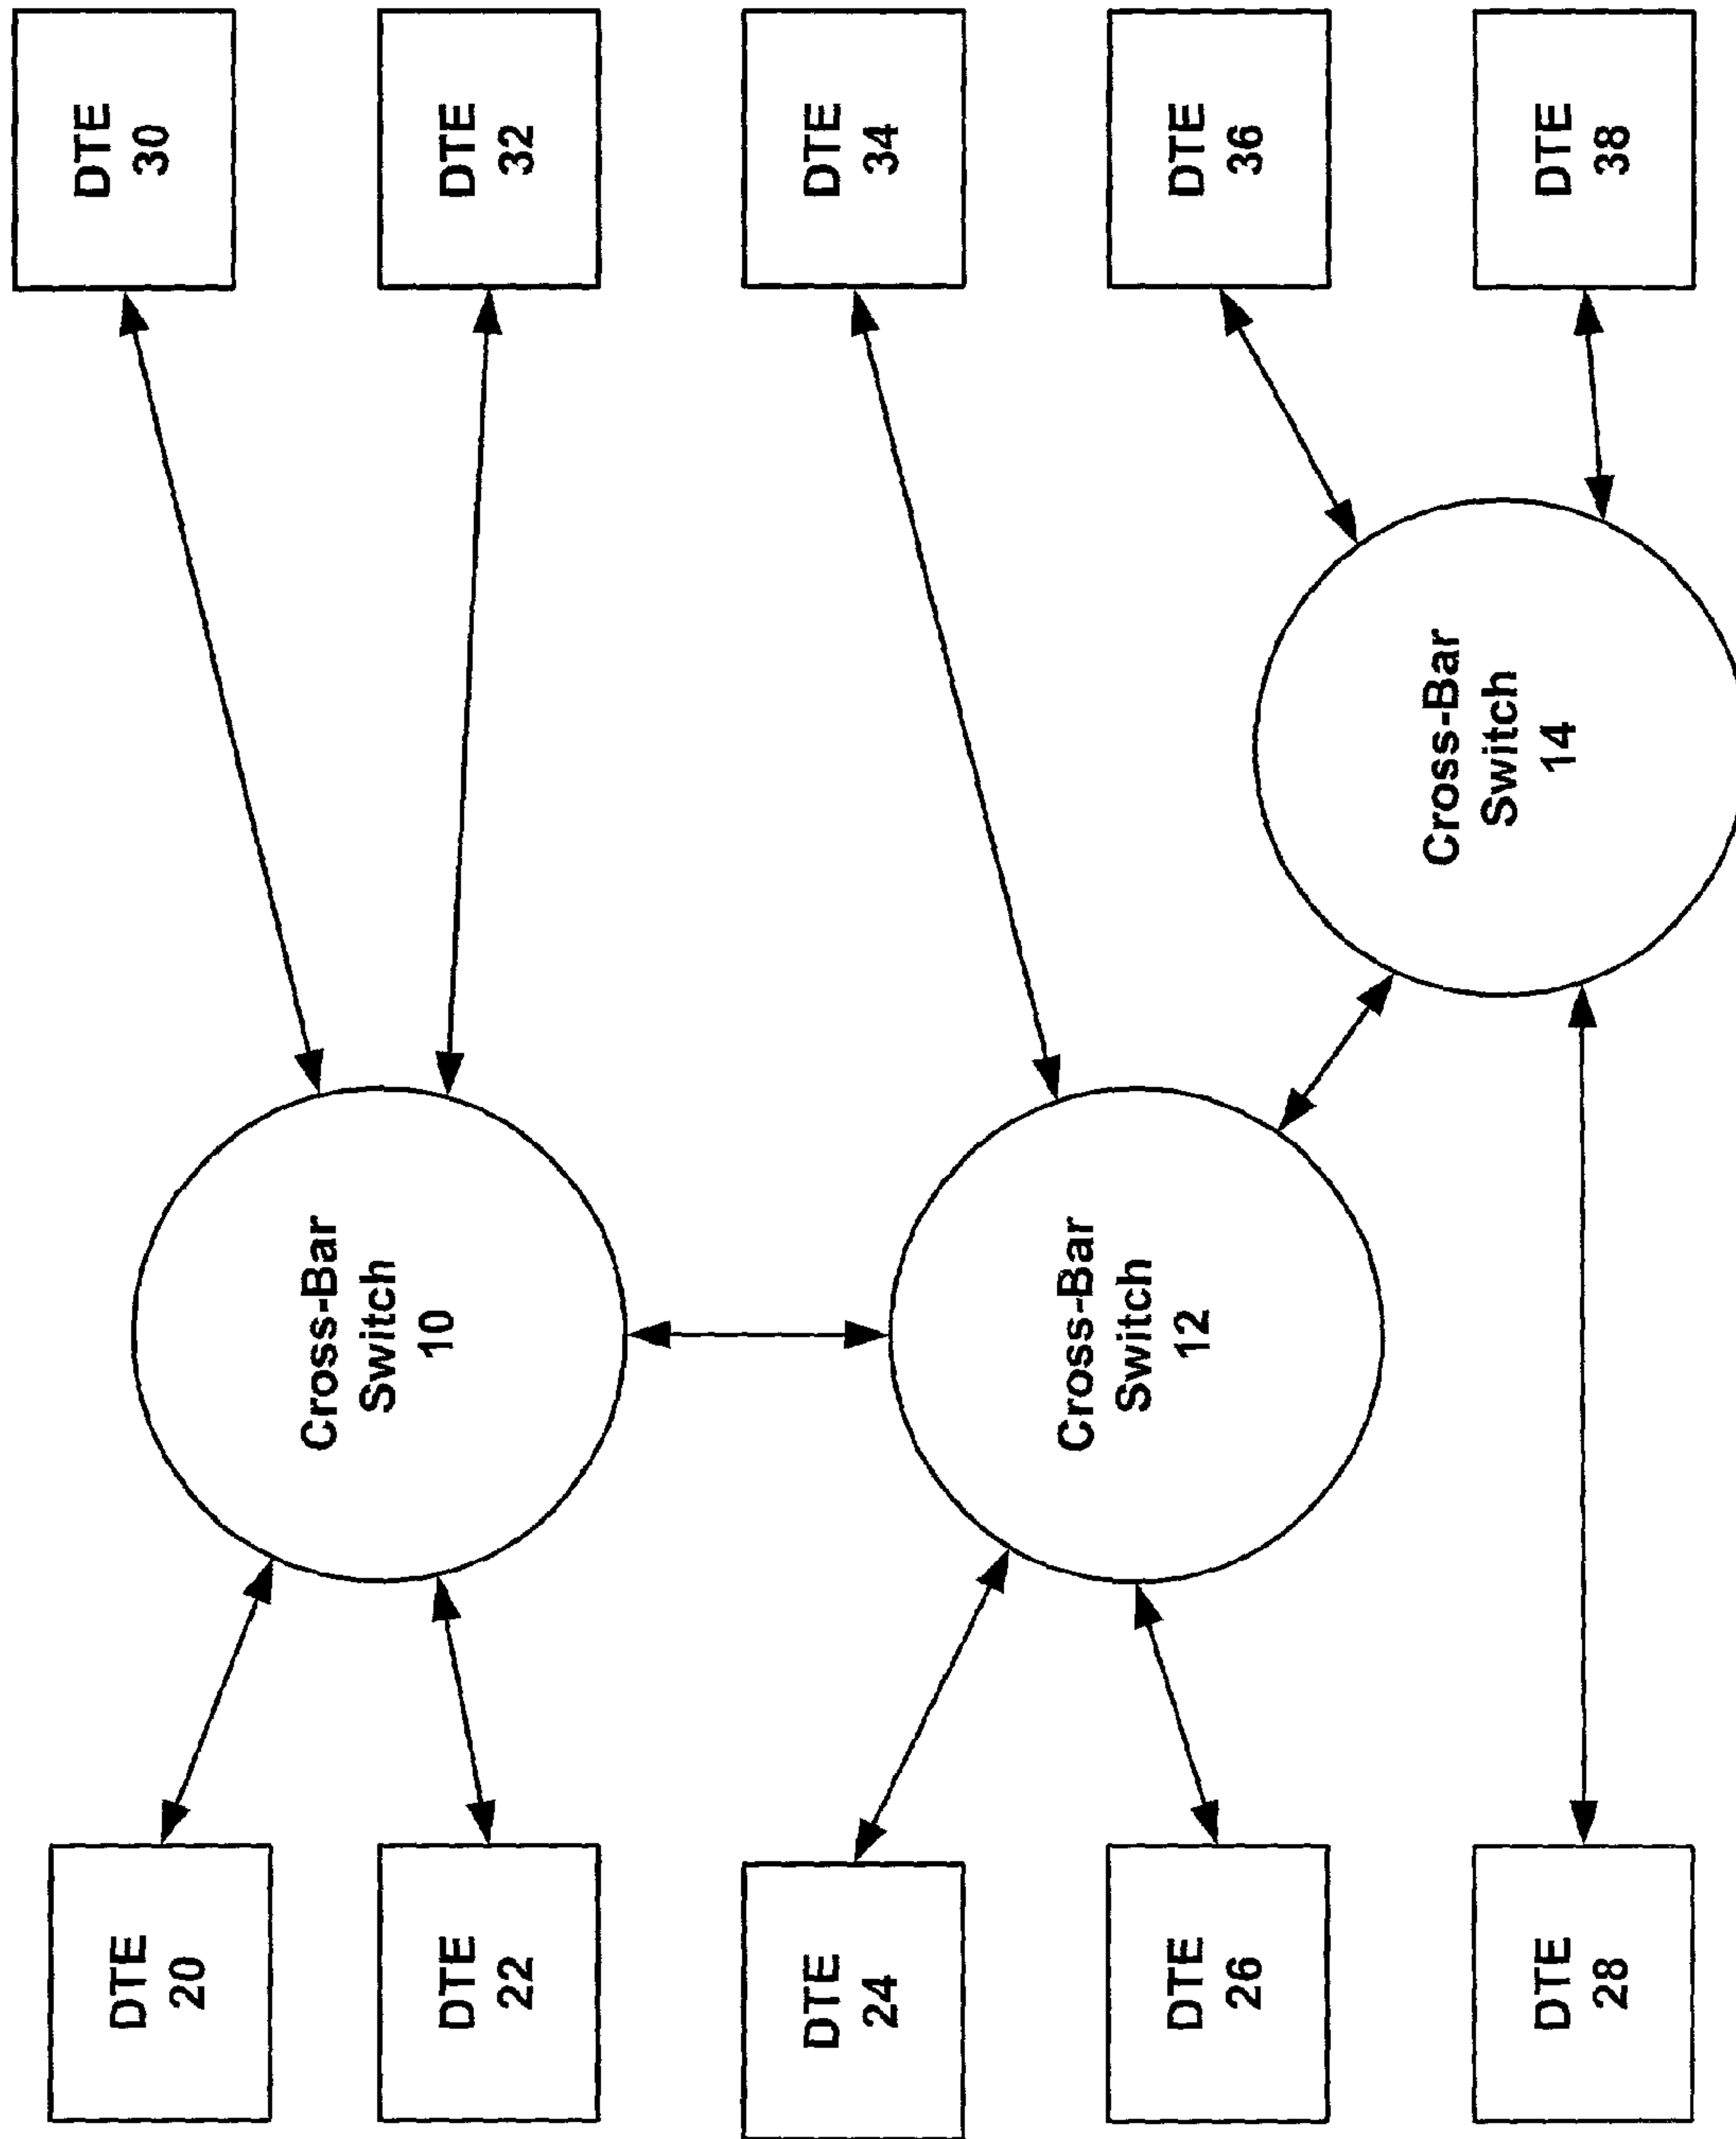 DTE
20
DTE
22
DTE
24
DTE
26
DTE
28
Cross-Bar
Switch
10
Cross-Bar
Switch
12
Cross-Bar
Switch
14
DTE
30
DTE
32
DTE
34
DTE
36
DTE
38